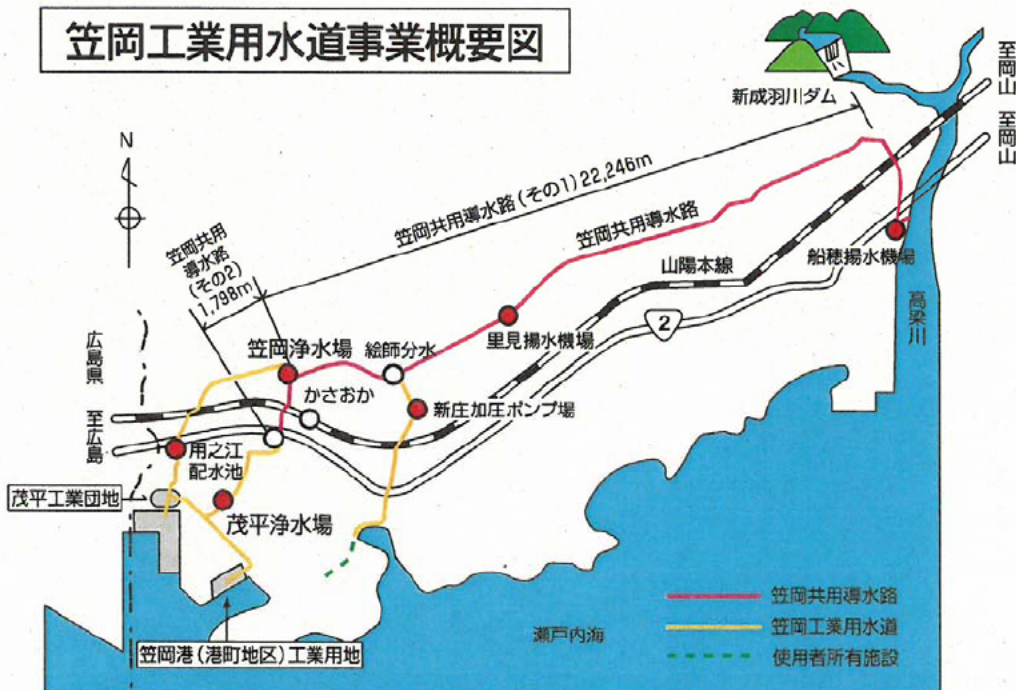 笠岡工業用水道事業概要図
至岡山
至岡山
新成羽川ダム
N
笠岡共用導水路(その1)22,246m
笠岡共用導水路
笠岡共用
導水路
(その2)
1,798m
山陽本線
船穂揚水機場
2
高梁川
里見揚水機場
笠岡浄水場
絵師分水
かさおか
新庄加圧ポンプ場
広島県
至広島
用之江
配水池
茂平工業団地
茂平浄水場
笠岡港(港町地区)工業用地
瀬戸内海
笠岡共用導水路
笠岡工業用水道
使用者所有施設